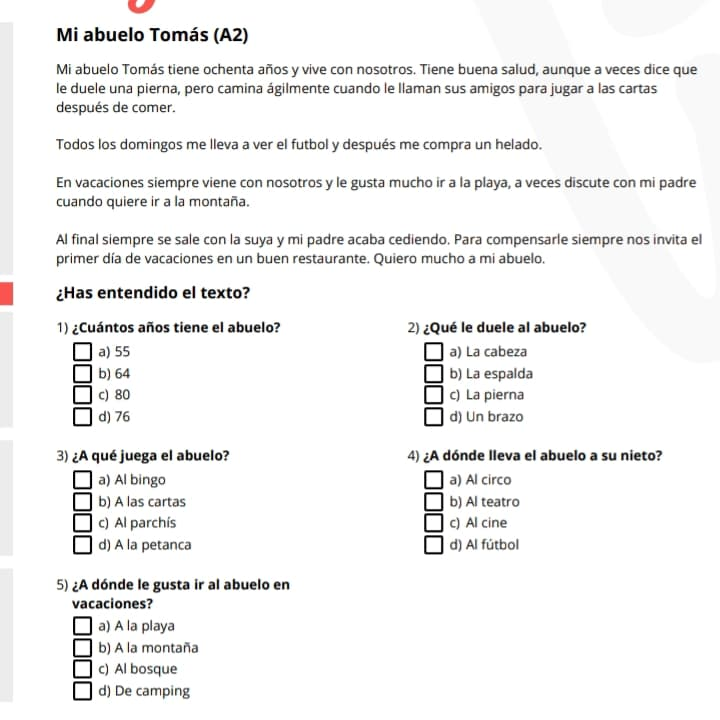 Mi abuelo Tomás (A2)
Mi abuelo Tomás tiene ochenta años y vive con nosotros. Tiene buena salud, aunque a veces dice que
le duele una pierna, pero camina ágilmente cuando le llaman sus amigos para jugar a las cartas
después de comer.
Todos los domingos me lleva a ver el futbol y después me compra un helado.
En vacaciones siempre viene con nosotros y le gusta mucho ir a la playa, a veces discute con mi padre
cuando quiere ir a la montaña.
Al final siempre se sale con la suya y mi padre acaba cediendo. Para compensarle siempre nos invita el
primer día de vacaciones en un buen restaurante. Quiero mucho a mi abuelo.
¿Has entendido el texto?
1) ¿Cuántos años tiene el abuelo?
a) 55
b) 64
c) 80
d) 76
2) ¿Qué le duele al abuelo?
a) La cabeza
b) La espalda
c) La pierna
d) Un brazo
3) ¿A qué juega el abuelo?
a) Al bingo
b) A las cartas
c) Al parchís
d) A la petanca
4) ¿A dónde lleva el abuelo a su nieto?
a) Al circo
b) Al teatro
c) Al cine
d) Al fútbol
5) ¿A dónde le gusta ir al abuelo en
vacaciones?
a) A la playa
b) A la montaña
c) Al bosque
d) De camping